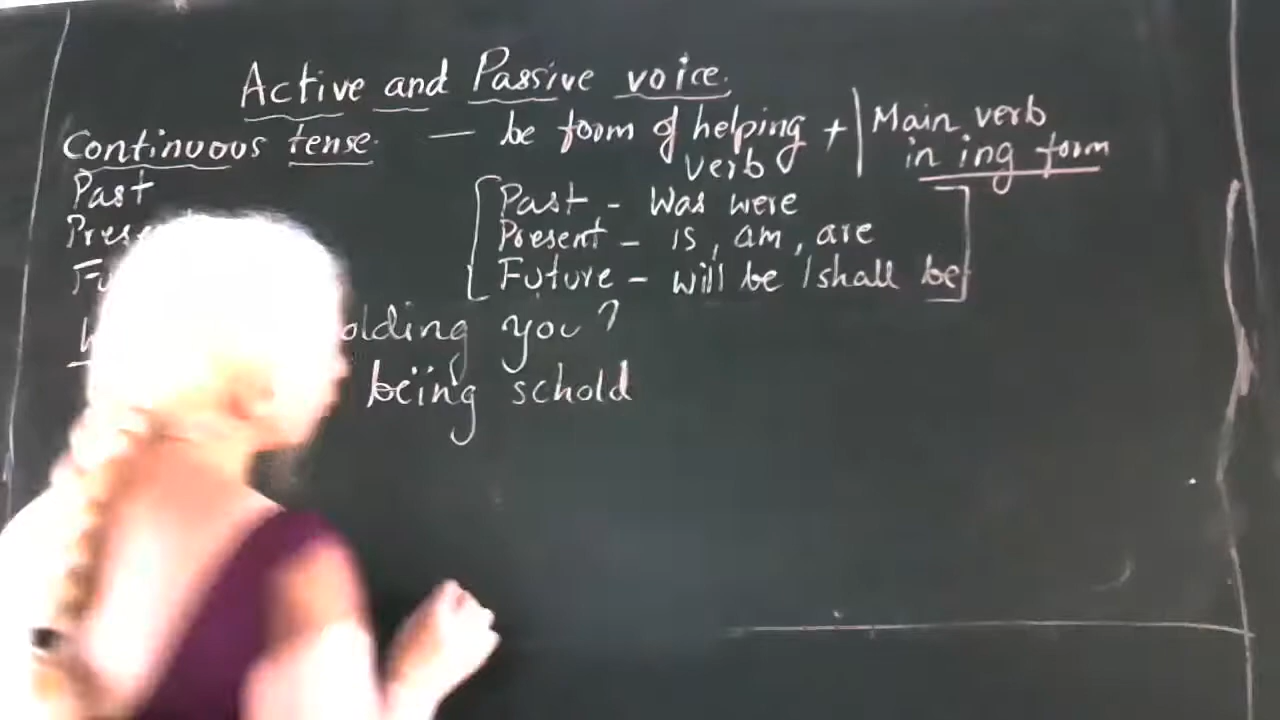 Active and Passive voice.
Continuous tense. — be form of helping verb + | Main verb in ing form
Past
Past - Was were
Present - is, am, are
Future - will be / shall be
you?
being schold